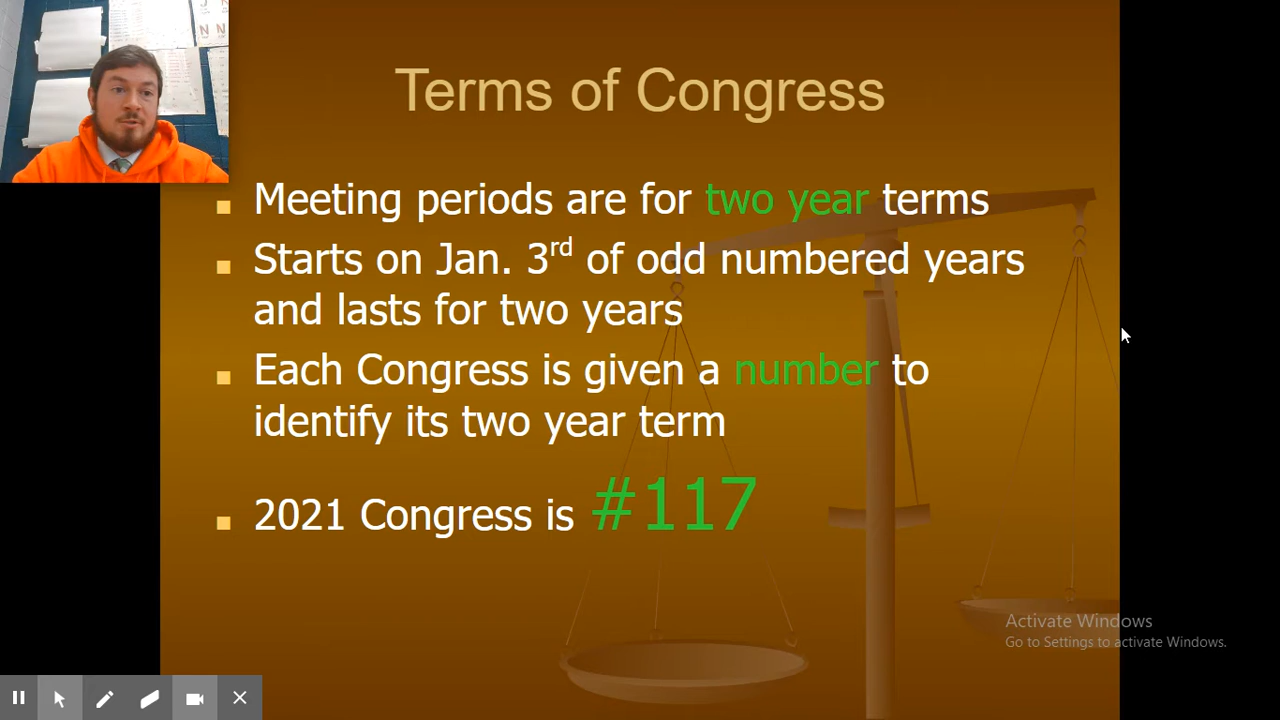 Terms of Congress
Meeting periods are for two year terms
Starts on Jan. 3rd of odd numbered years
and lasts for two years
Each Congress is given a number to
identify its two year term
2021 Congress is #117
Activate Windows
Go to Settings to activate Windows.